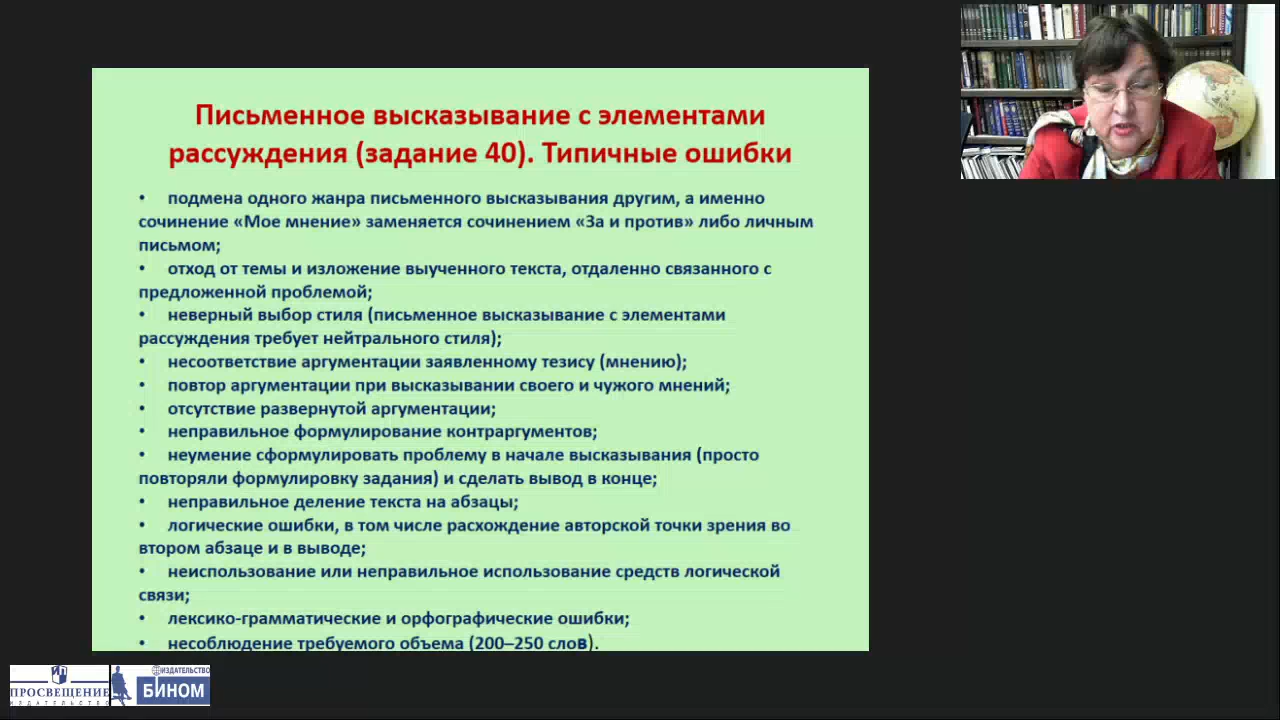 Письменное высказывание с элементами
рассуждения (задание 40). Типичные ошибки
• подмена одного жанра письменного высказывания другим, а именно
сочинение «Мое мнение» заменяется сочинением «За и против» либо личным
письмом;
• отход от темы и изложение выученного текста, отдаленно связанного с
предложенной проблемой;
• неверный выбор стиля (письменное высказывание с элементами
рассуждения требует нейтрального стиля);
• несоответствие аргументации заявленному тезису (мнению);
• повтор аргументации при высказывании своего и чужого мнений;
• отсутствие развернутой аргументации;
• неправильное формулирование контраргументов;
• неумение сформулировать проблему в начале высказывания (просто
повторяли формулировку задания) и сделать вывод в конце;
• неправильное деление текста на абзацы;
• логические ошибки, в том числе расхождение авторской точки зрения во
втором абзаце и в выводе;
• неиспользование или неправильное использование средств логической
связи;
• лексико-грамматические и орфографические ошибки;
• несоблюдение требуемого объема (200–250 слов).
ПРОСВЕЩЕНИЕ
ИЗДАТЕЛЬСТВО
ИЗДАТЕЛЬСТВО
БИНОМ